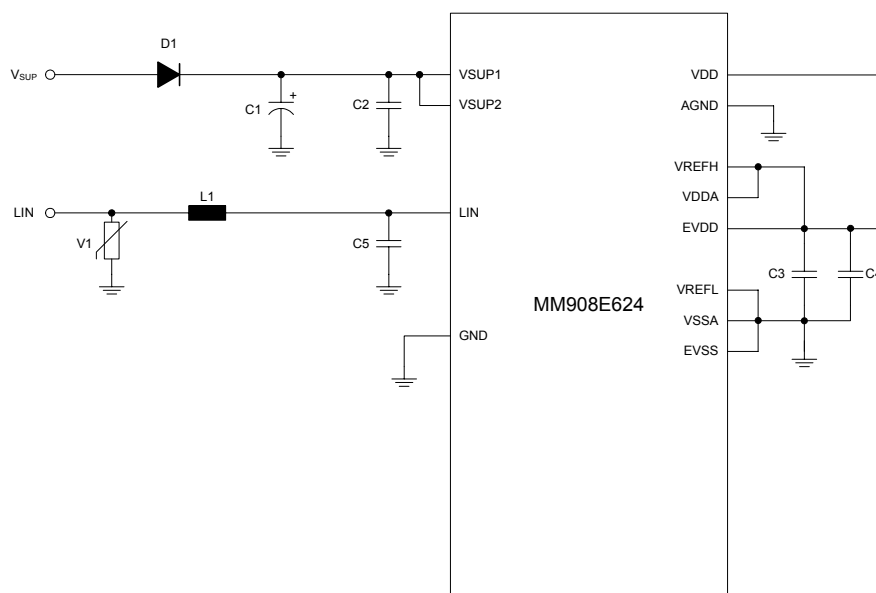 D1
VSUP
VSUP1
VSUP2
C1
+
C2
LIN
L1
LIN
V1
C5
GND
MM908E624
VDD
AGND
VREFH
VDDA
EVDD
C3
VREFL
VSSA
EVSS